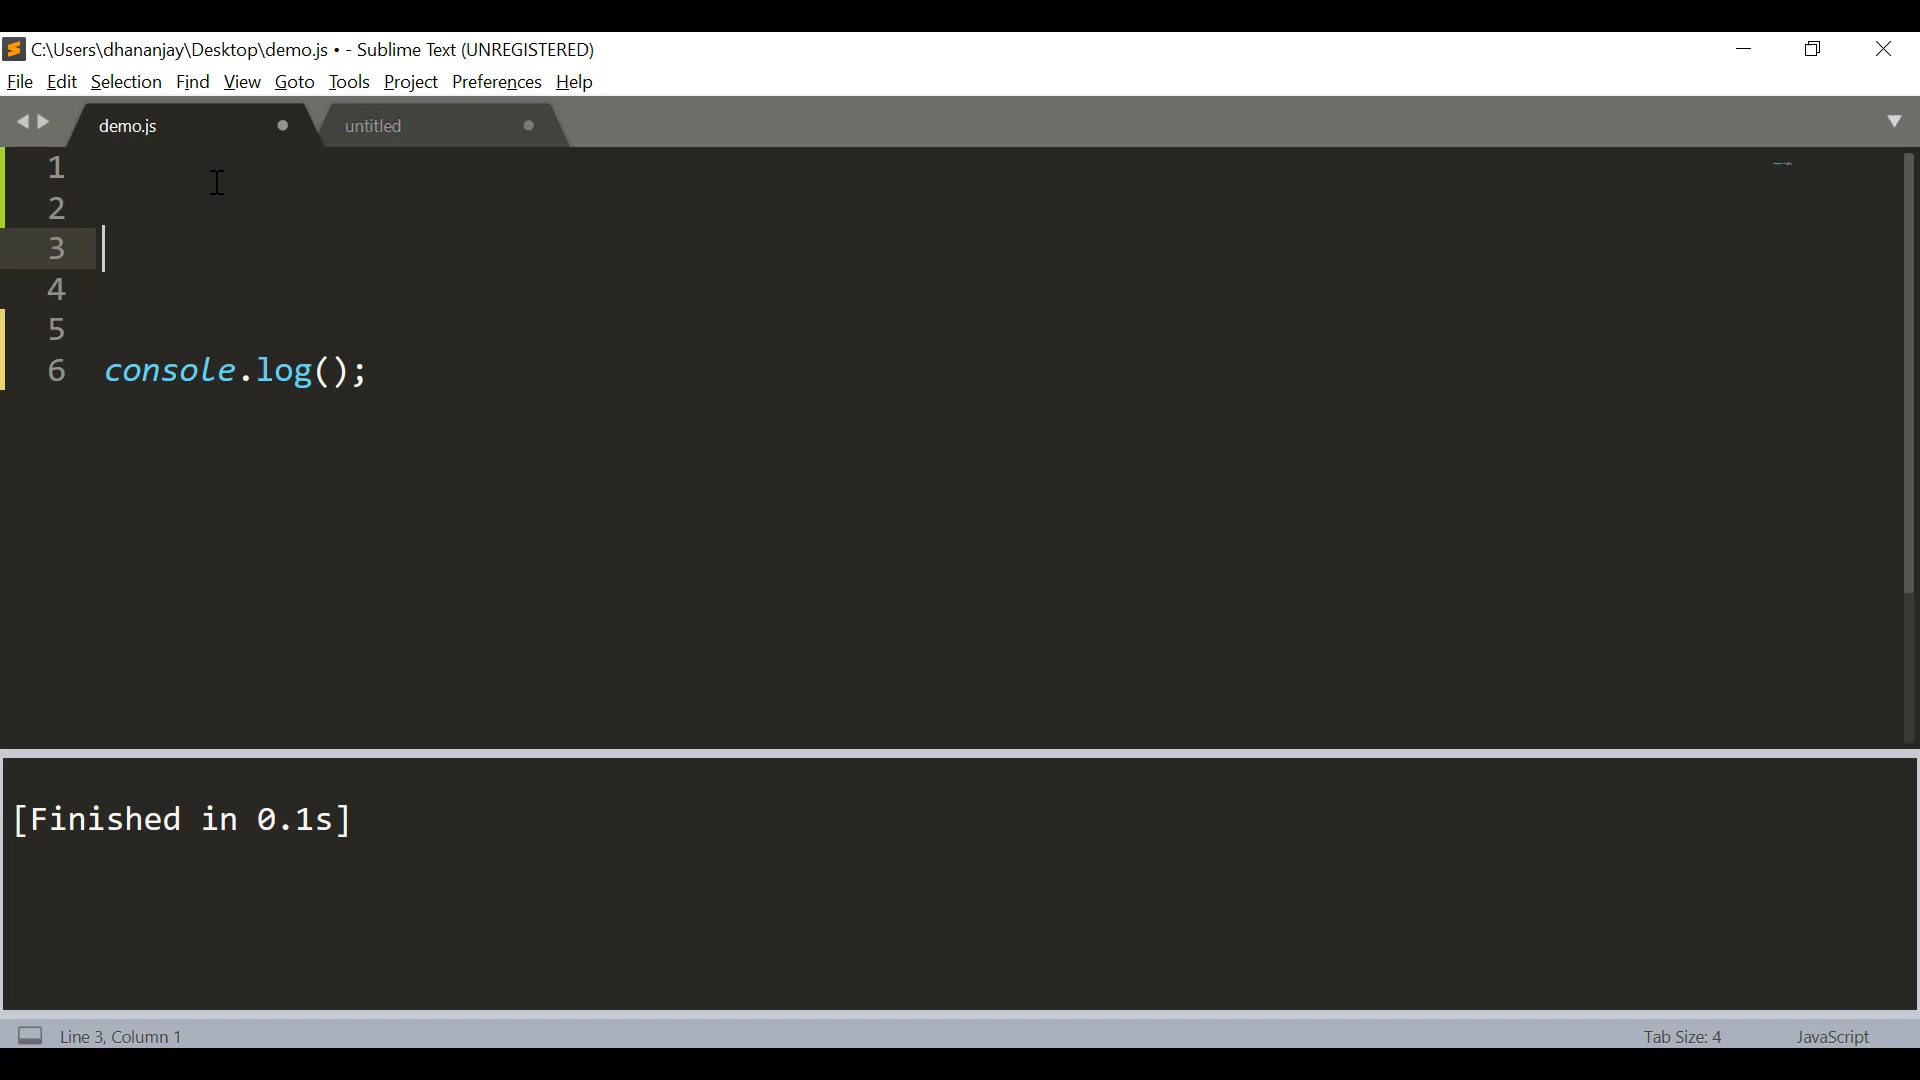 C:\Users\dhananjay\Desktop\demo.js • - Sublime Text (UNREGISTERED)
File Edit Selection Find View Goto Tools Project Preferences Help
demo.js untitled
1
2
3
4
5
6 console.log();
[Finished in 0.1s]
Line 3, Column 1 Tab Size: 4 JavaScript